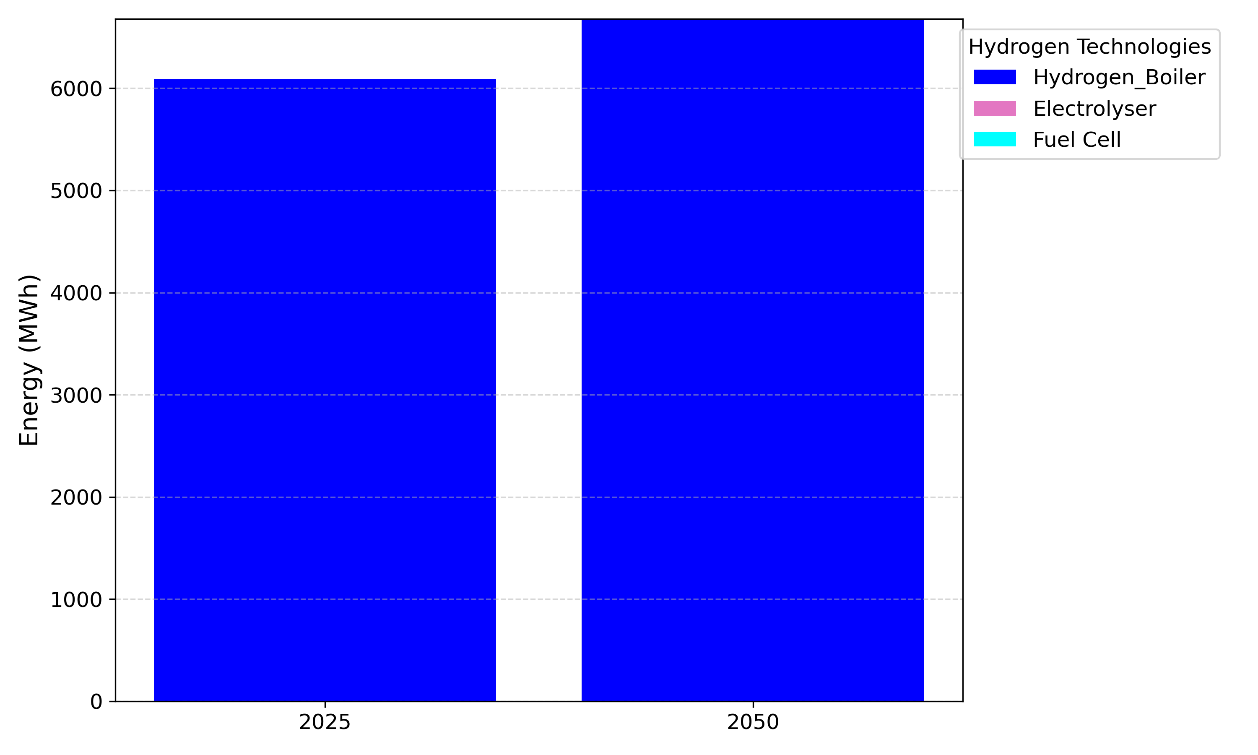 Energy (MWh)
6000
5000
4000
3000
2000
1000
0
2025
2050
Hydrogen Technologies
Hydrogen_Boiler
Electrolyser
Fuel Cell